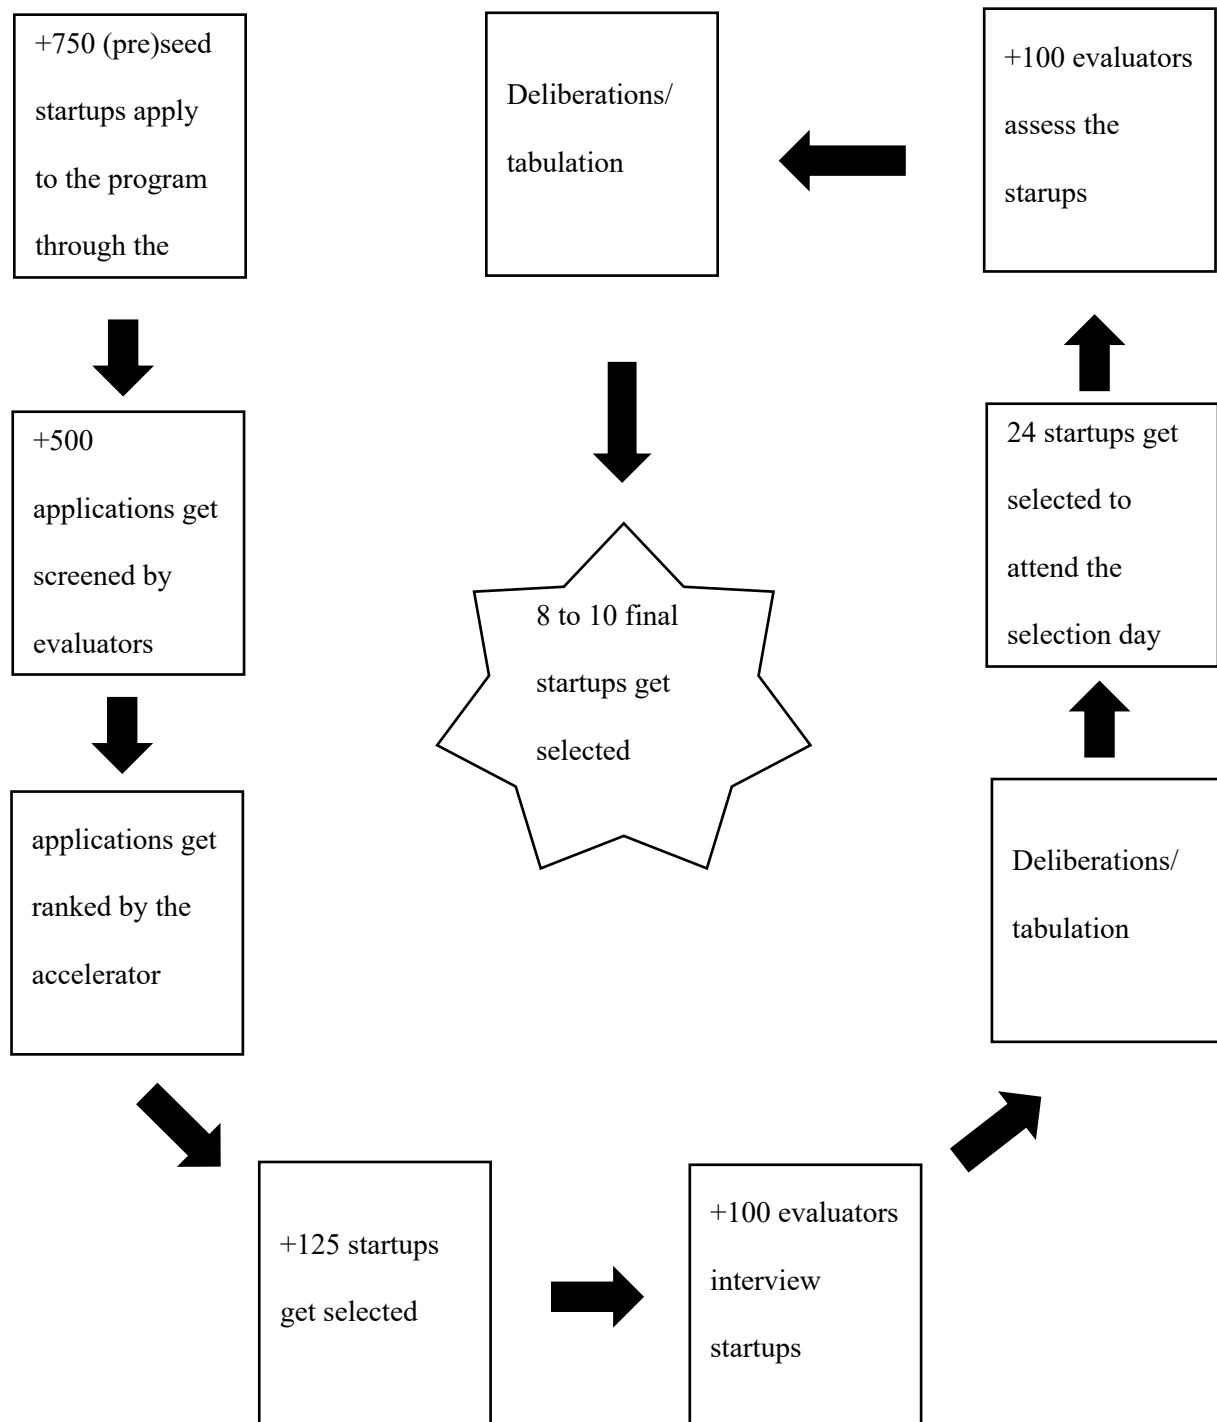 +750 (pre)seed
startups apply
to the program
through the
+500
applications get
screened by
evaluators
applications get
ranked by the
accelerator
+125 startups
get selected
+100 evaluators
interview
startups
Deliberations/
tabulation
24 startups get
selected to
attend the
selection day
+100 evaluators
assess the
starups
Deliberations/
tabulation
8 to 10 final
startups get
selected